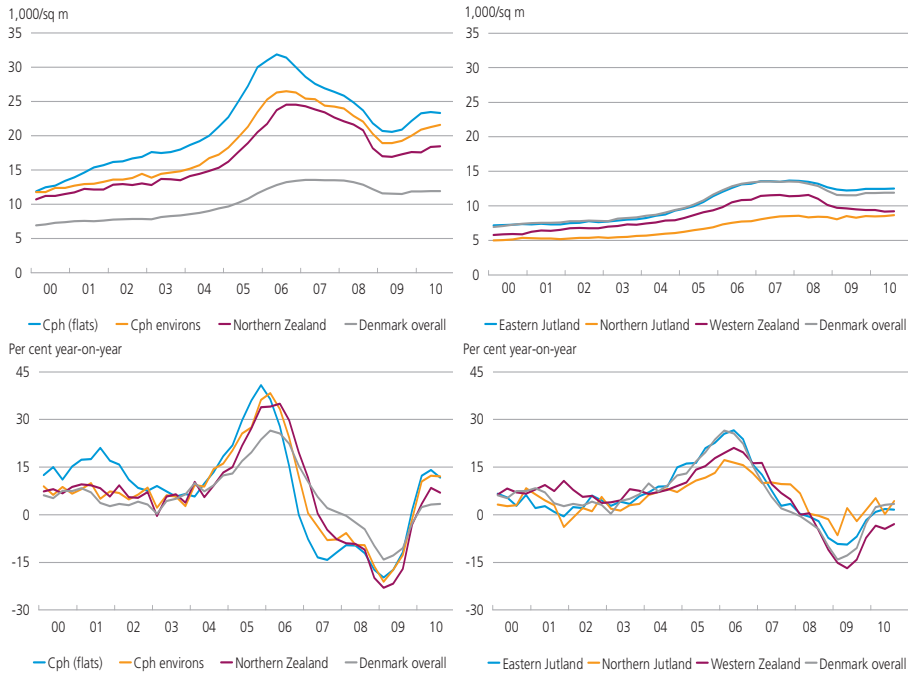 1,000/sq m
35
30
25
20
15
10
5
0
00 01 02 03 04 05 06 07 08 09 10
Cph (flats) Cph environs Northern Zealand Denmark overall
1,000/sq m
35
30
25
20
15
10
5
0
00 01 02 03 04 05 06 07 08 09 10
Eastern Jutland Northern Jutland Western Zealand Denmark overall
Per cent year-on-year
45
30
15
0
-15
-30
00 01 02 03 04 05 06 07 08 09 10
Cph (flats) Cph environs Northern Zealand Denmark overall
Per cent year-on-year
45
30
15
0
-15
-30
00 01 02 03 04 05 06 07 08 09 10
Eastern Jutland Northern Jutland Western Zealand Denmark overall